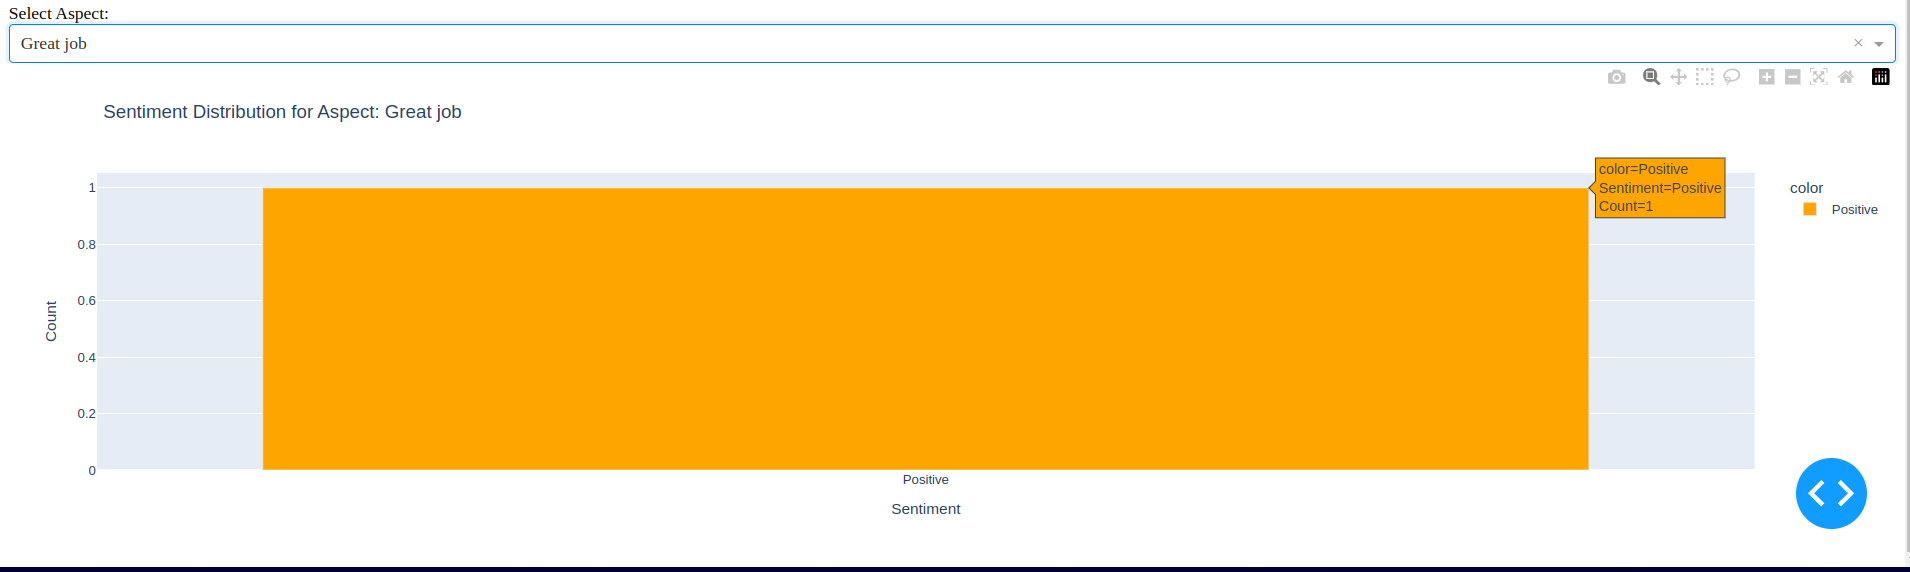 Select Aspect:
Great job
Sentiment Distribution for Aspect: Great job
color=Positive
Sentiment=Positive
Count=1
color
Positive
1
0.8
0.6
0.4
0.2
0
Count
Positive
Sentiment